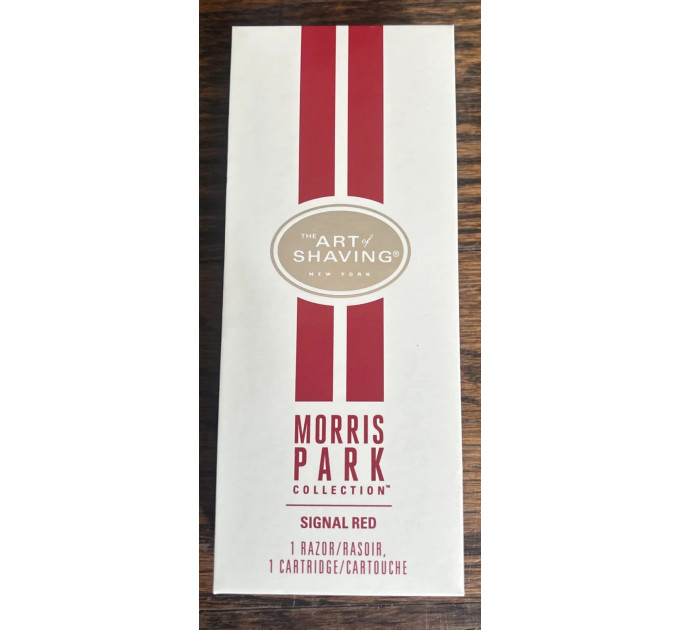 THE ART of
SHAVING®
NEW YORK
MORRIS
PARK
COLLECTION™
SIGNAL RED
1 RAZOR/RASOIR,
1 CARTRIDGE/CARTOUCHE